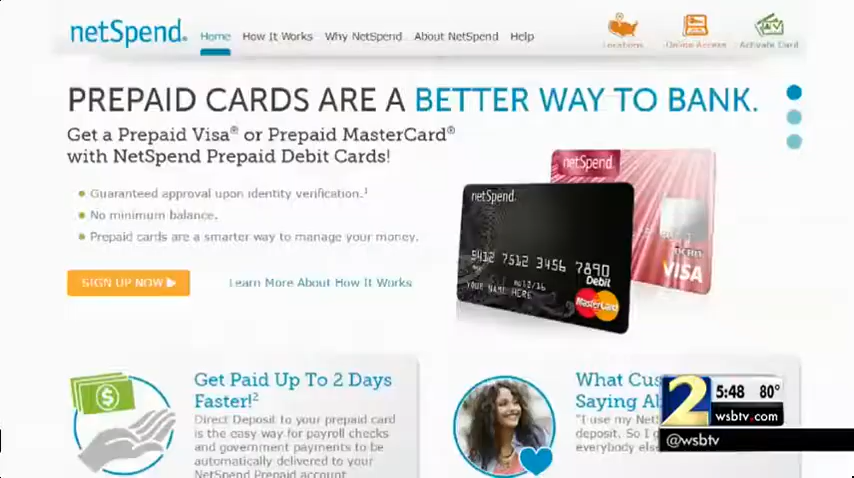 netSpend.
Home How It Works Why NetSpend About NetSpend Help
Locations Online Access Activate Card
PREPAID CARDS ARE A BETTER WAY TO BANK.
Get a Prepaid Visa® or Prepaid MasterCard®
with NetSpend Prepaid Debit Cards!
Guaranteed approval upon identity verification.¹
No minimum balance.
Prepaid cards are a smarter way to manage your money.
SIGN UP NOW
Learn More About How It Works
netSpend
VISA
netSpend.
5412 7512 3456 7890
Debit
YOUR NAME HERE
MasterCard
Get Paid Up To 2 Days
Faster!²
Direct Deposit to your prepaid card
is the easy way for payroll checks
and government payments to be
automatically delivered to your
NetSpend Prepaid account
What Cus
Saying Al
"I use my Net
deposit. So I g
everybody else
2 5:48 80°
wsbtv.com
@wsbtv